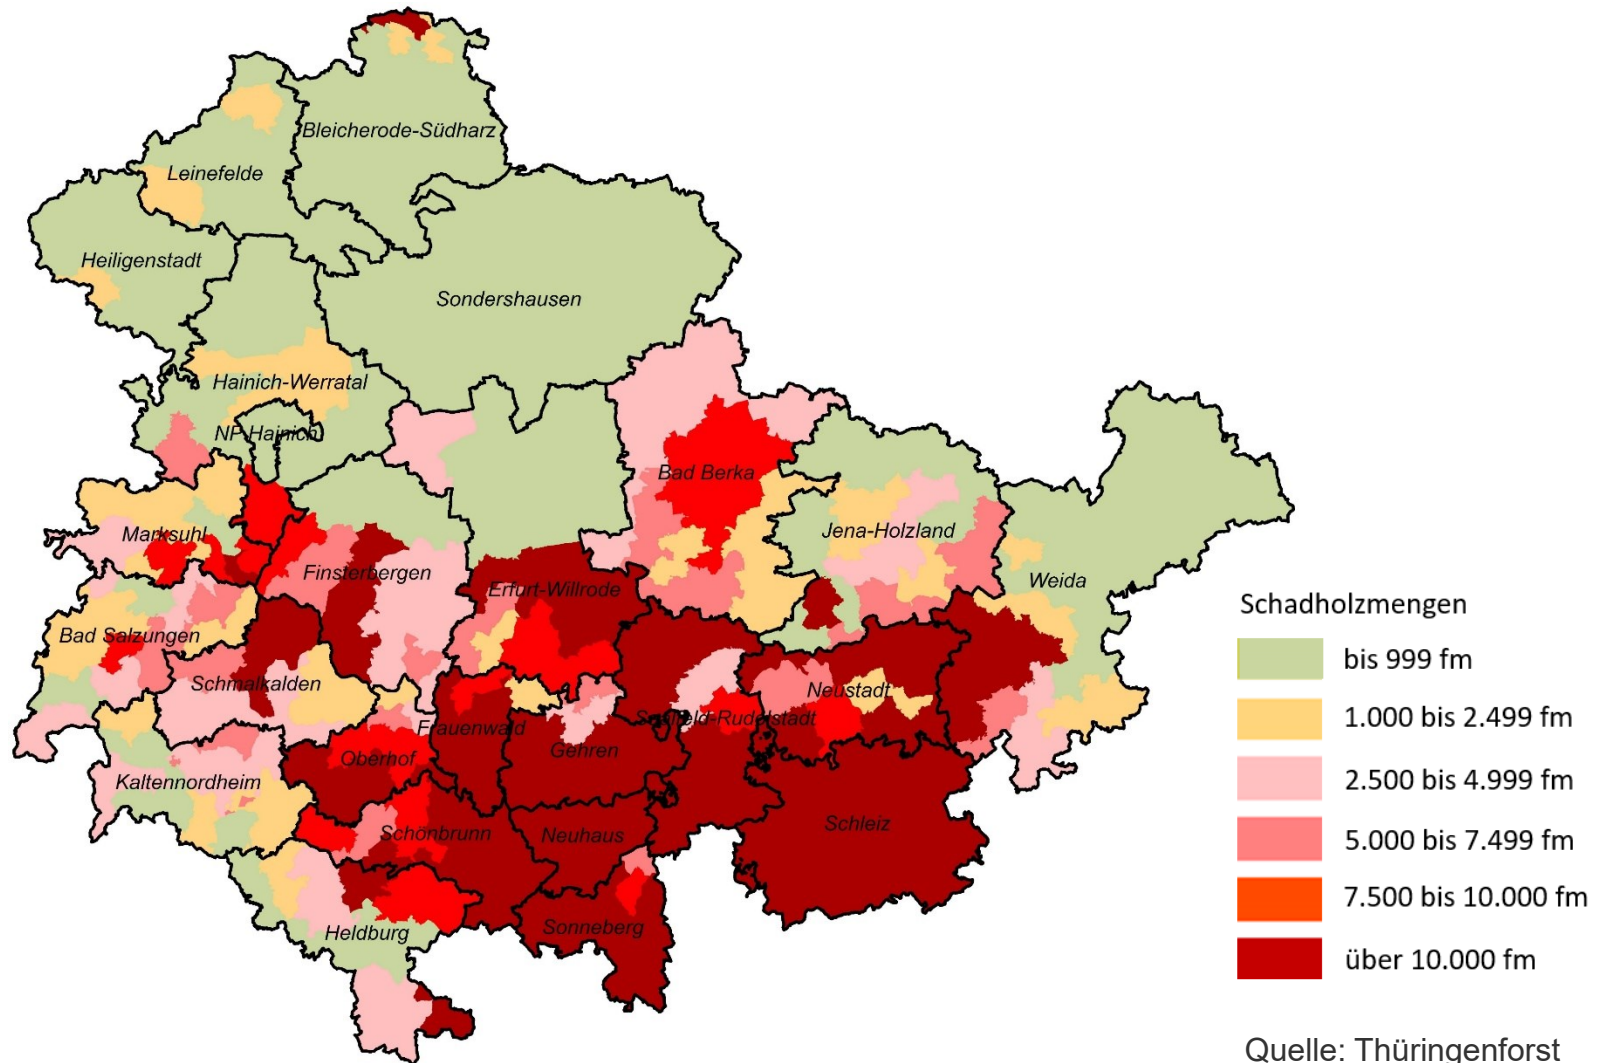 Bleicherode-Südharz
Leinefelde
Heiligenstadt
Sondershausen
Hainich-Werratal
NP-Hainich
Bad Berka
Marksuhl
Jena-Holzland
Finsterbergen
Erfurt-Willrode
Weida
Bad Salzungen
Schmalkalden
Neustadt
Saalfeld-Rudolstadt
Frauenwald
Gehren
Oberhof
Kaltennordheim
Schleiz
Schönbrunn
Neuhaus
Sonneberg
Heldburg
Schadholzmengen
bis 999 fm
1.000 bis 2.499 fm
2.500 bis 4.999 fm
5.000 bis 7.499 fm
7.500 bis 10.000 fm
über 10.000 fm
Quelle: Thüringenforst